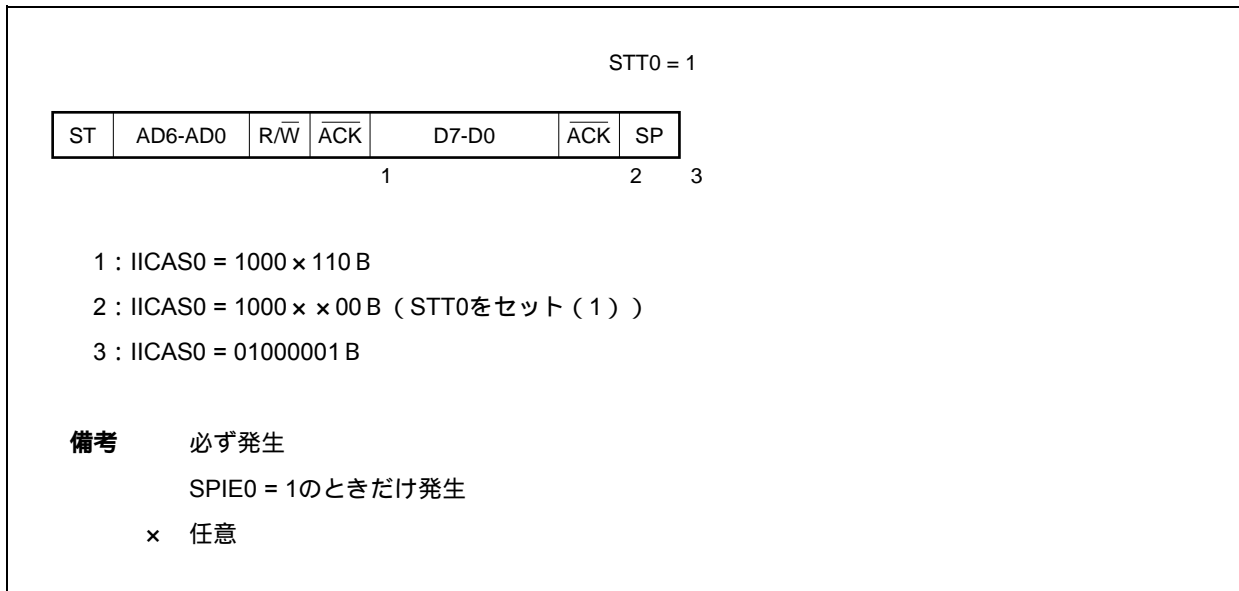 STT0 = 1
ST AD6-AD0 R/W̅ A̅C̅K̅ D7-D0 A̅C̅K̅ SP
1 2 3
1 : IICAS0 = 1000×110 B
2 : IICAS0 = 1000××00 B（STT0をセット（1））
3 : IICAS0 = 01000001 B
備考 必ず発生
SPIE0 = 1のときだけ発生
× 任意